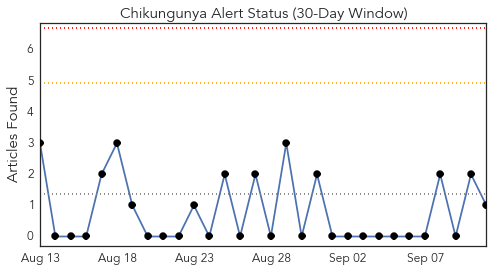 Chikungunya Alert Status (30-Day Window)
Articles Found
6
5
4
3
2
1
0
Aug 13 Aug 18 Aug 23 Aug 28 Sep 02 Sep 07